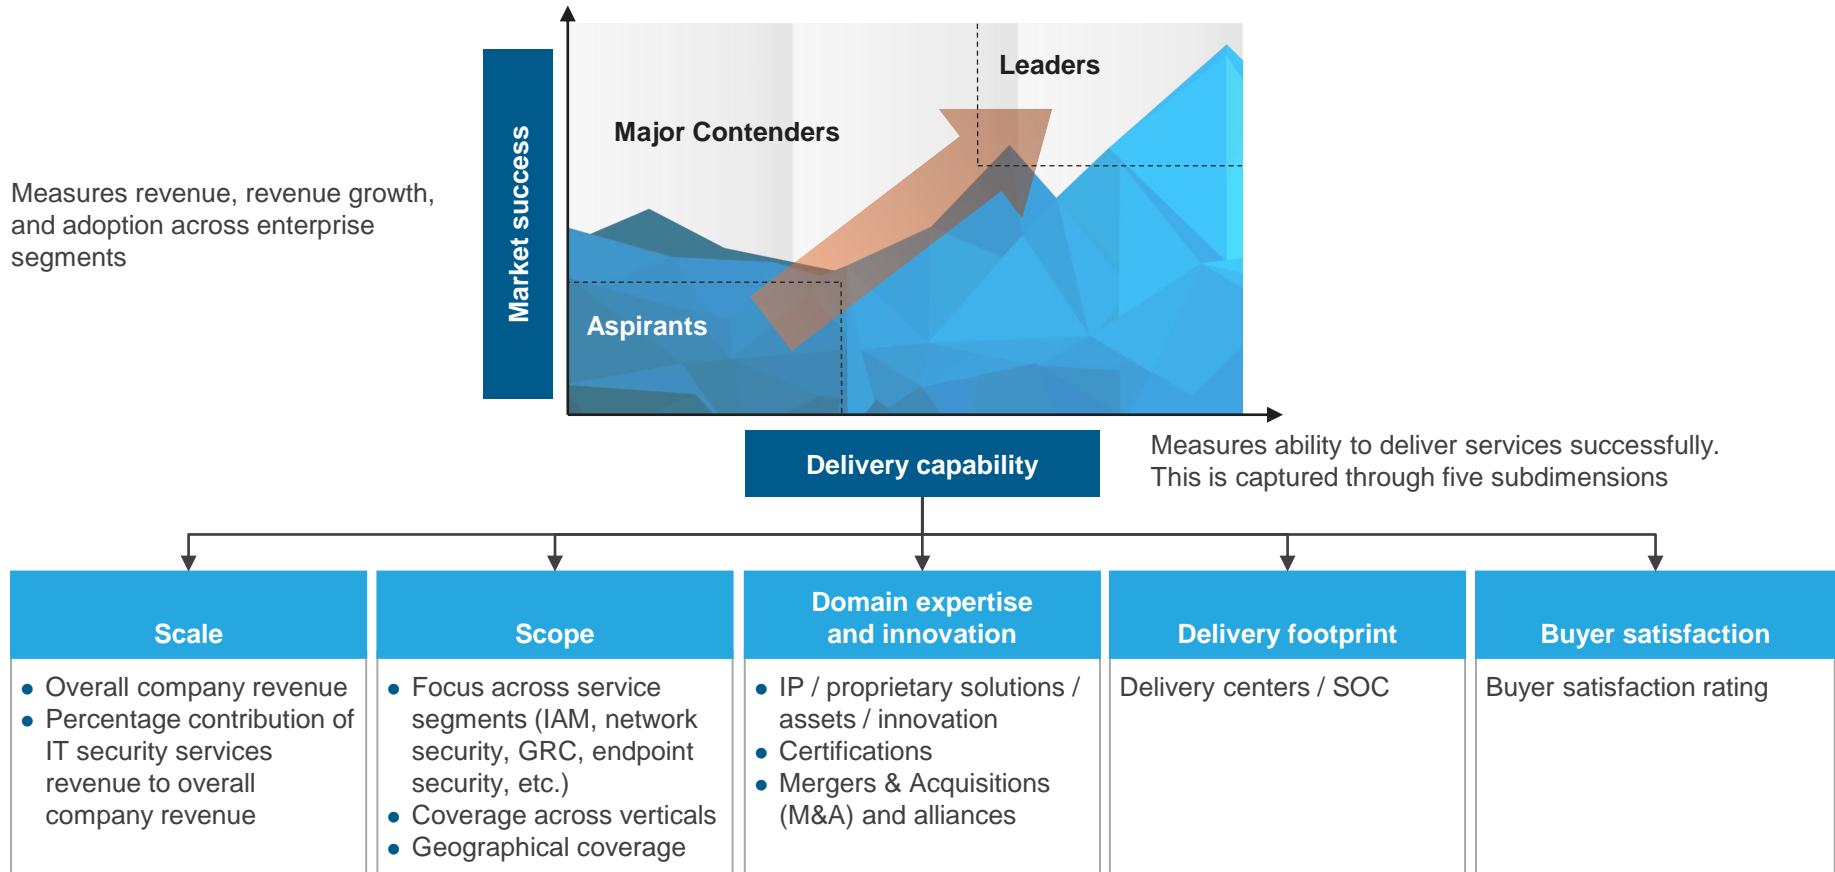 Leaders
Major Contenders
Market success
Measures revenue, revenue growth,
and adoption across enterprise
segments
Aspirants
Delivery capability
Measures ability to deliver services successfully.
This is captured through five subdimensions
Scale
● Overall company revenue
● Percentage contribution of
IT security services
revenue to overall
company revenue
Scope
● Focus across service
segments (IAM, network
security, GRC, endpoint
security, etc.)
● Coverage across verticals
● Geographical coverage
Domain expertise
and innovation
● IP / proprietary solutions /
assets / innovation
● Certifications
● Mergers & Acquisitions
(M&A) and alliances
Delivery footprint
Delivery centers / SOC
Buyer satisfaction
Buyer satisfaction rating